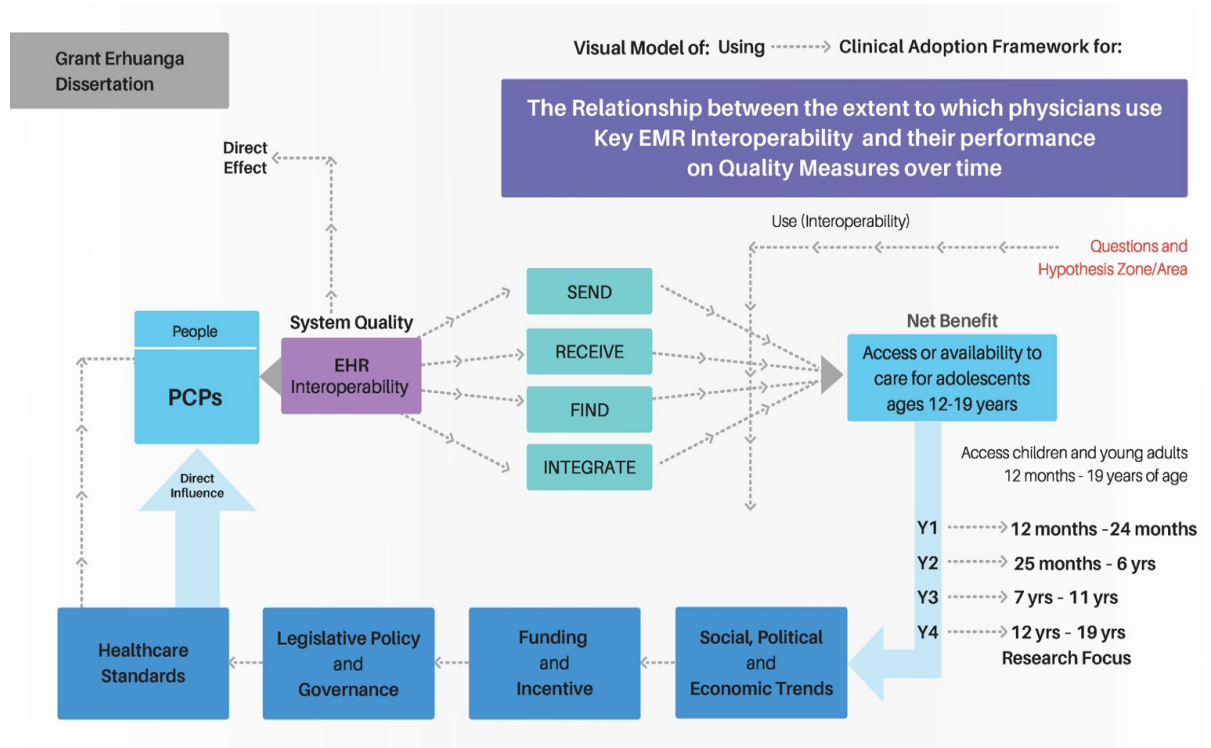 Grant Erhuanga
Dissertation
Visual Model of: Using Clinical Adoption Framework for:
The Relationship between the extent to which physicians use
Key EMR Interoperability and their performance
on Quality Measures over time
Direct
Effect
Use (Interoperability)
Questions and
Hypothesis Zone/Area
People
PCPs
System Quality
EHR
Interoperability
SEND
RECEIVE
FIND
INTEGRATE
Net Benefit
Access or availability to
care for adolescents
ages 12-19 years
Access children and young adults
12 months - 19 years of age
Direct
Influence
Y1 12 months -24 months
Y2 25 months - 6 yrs
Y3 7 yrs - 11 yrs
Y4 12 yrs - 19 yrs
Research Focus
Healthcare
Standards
Legislative Policy
and
Governance
Funding
and
Incentive
Social, Political
and
Economic Trends